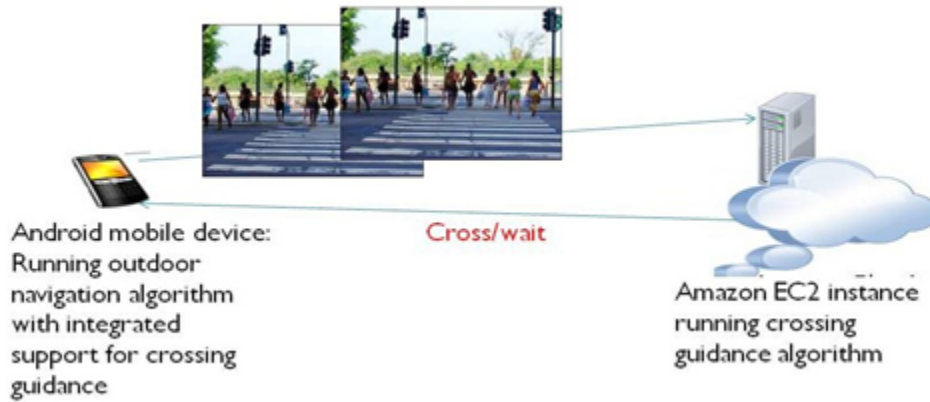 Cross/wait
Android mobile device:
Running outdoor
navigation algorithm
with integrated
support for crossing
guidance
Amazon EC2 instance
running crossing
guidance algorithm